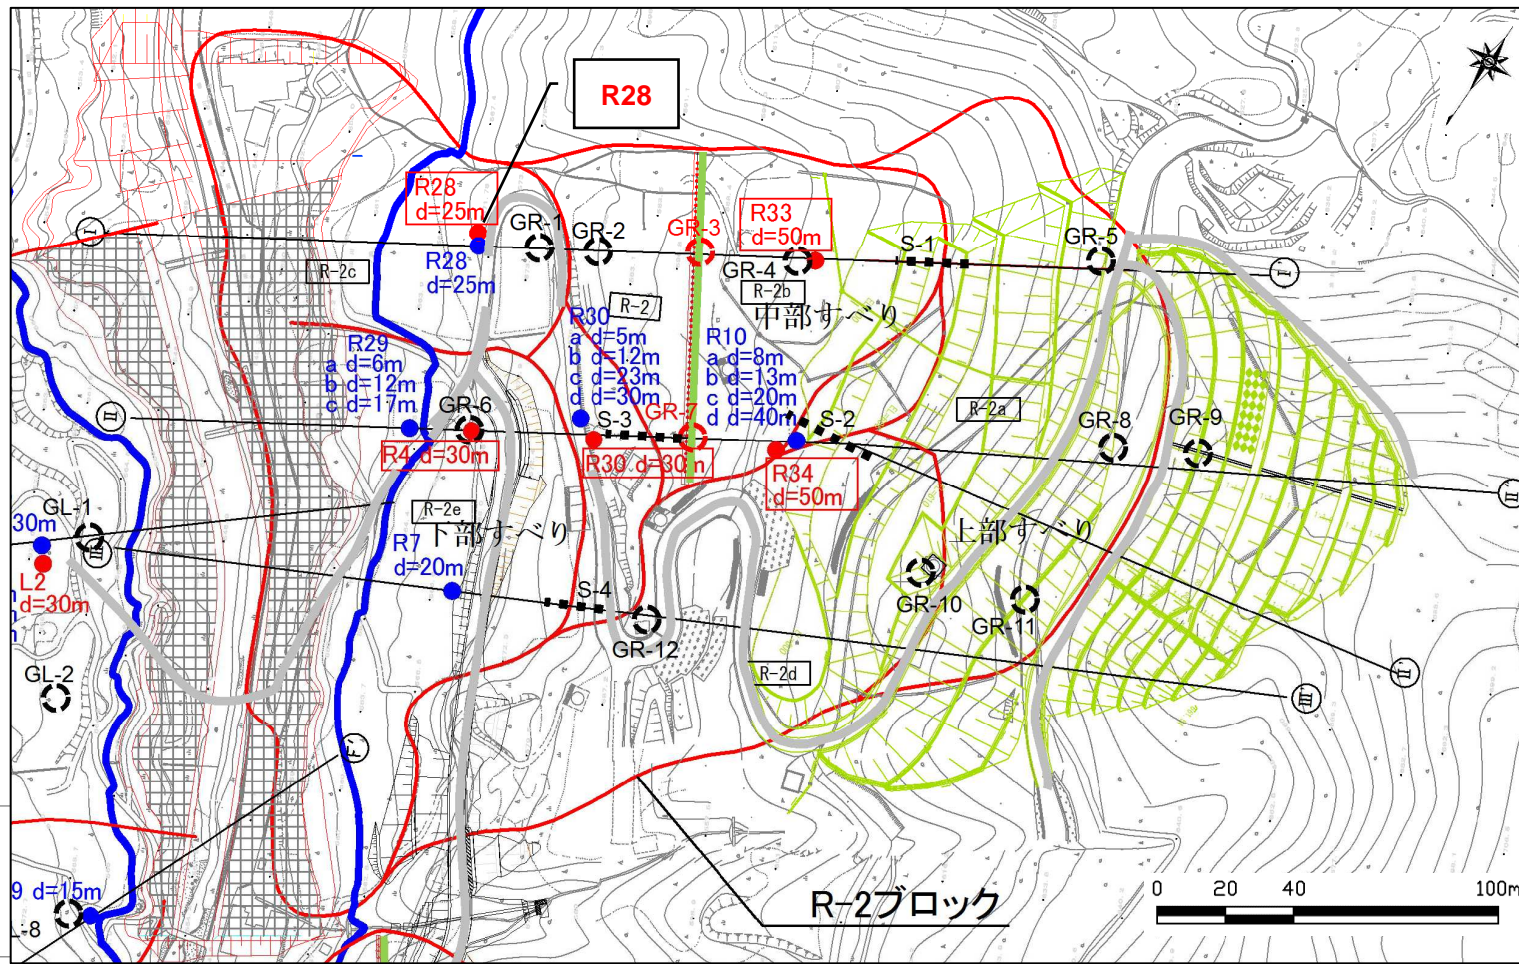 R28
R28
d=25m
R28
d=25m
GR-1
GR-2
GR-3
R33
d=50m
GR-4
S-1
GR-5
I
I'
R-2c
R-2
R-2b
中部すべり
R29
a d=6m
b d=12m
c d=17m
R30
a d=5m
b d=12m
c d=23m
d d=30m
R10
a d=8m
b d=13m
c d=20m
d d=40m
II
GR-6
S-3
GR-7
S-2
R-2a
GR-8
GR-9
R4 d=30m
R30 d=30m
R34
d=50m
II'
GL-1
30m
III
L2
d=30m
R-2e
下部すべり
R7
d=20m
上部すべり
S-4
GR-12
GR-10
GR-11
GL-2
R-2d
II'
III'
F'
9 d=15m
-8
R-2ブロック
0 20 40 100m